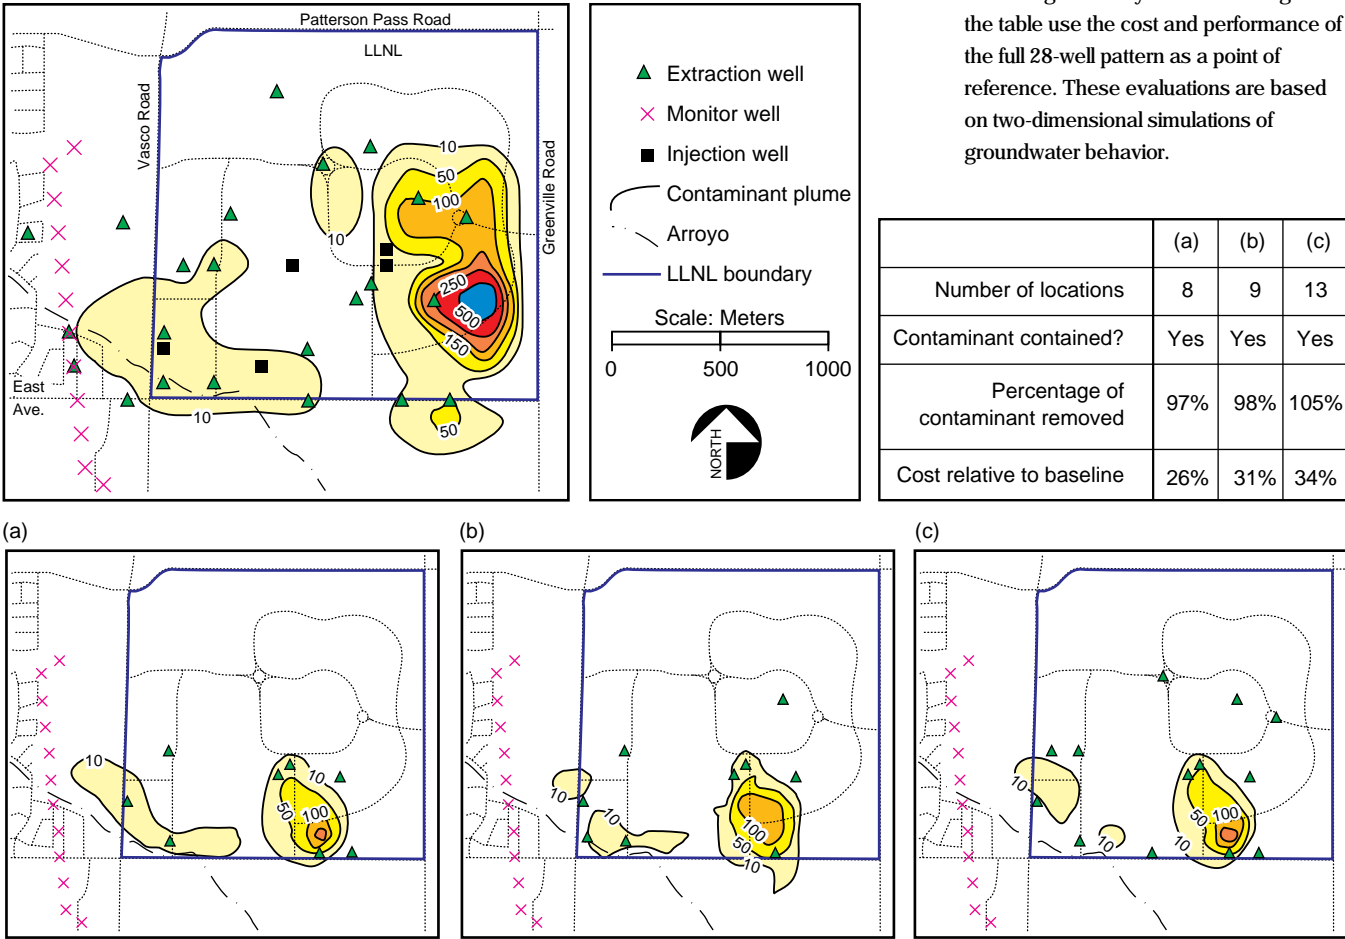 Patterson Pass Road
LLNL
Vasco Road
Greenville Road
10
50
100
10
250
500
150
East
Ave.
10
50
Extraction well
Monitor well
Injection well
Contaminant plume
Arroyo
LLNL boundary
Scale: Meters
0 500 1000
NORTH
the table use the cost and performance of
the full 28-well pattern as a point of
reference. These evaluations are based
on two-dimensional simulations of
groundwater behavior.
(a) (b) (c)
Number of locations 8 9 13
Contaminant contained? Yes Yes Yes
Percentage of
contaminant removed 97% 98% 105%
Cost relative to baseline 26% 31% 34%
(a)
10
10
50
100
(b)
10
10
100
50
10
(c)
10
10
50
100
10